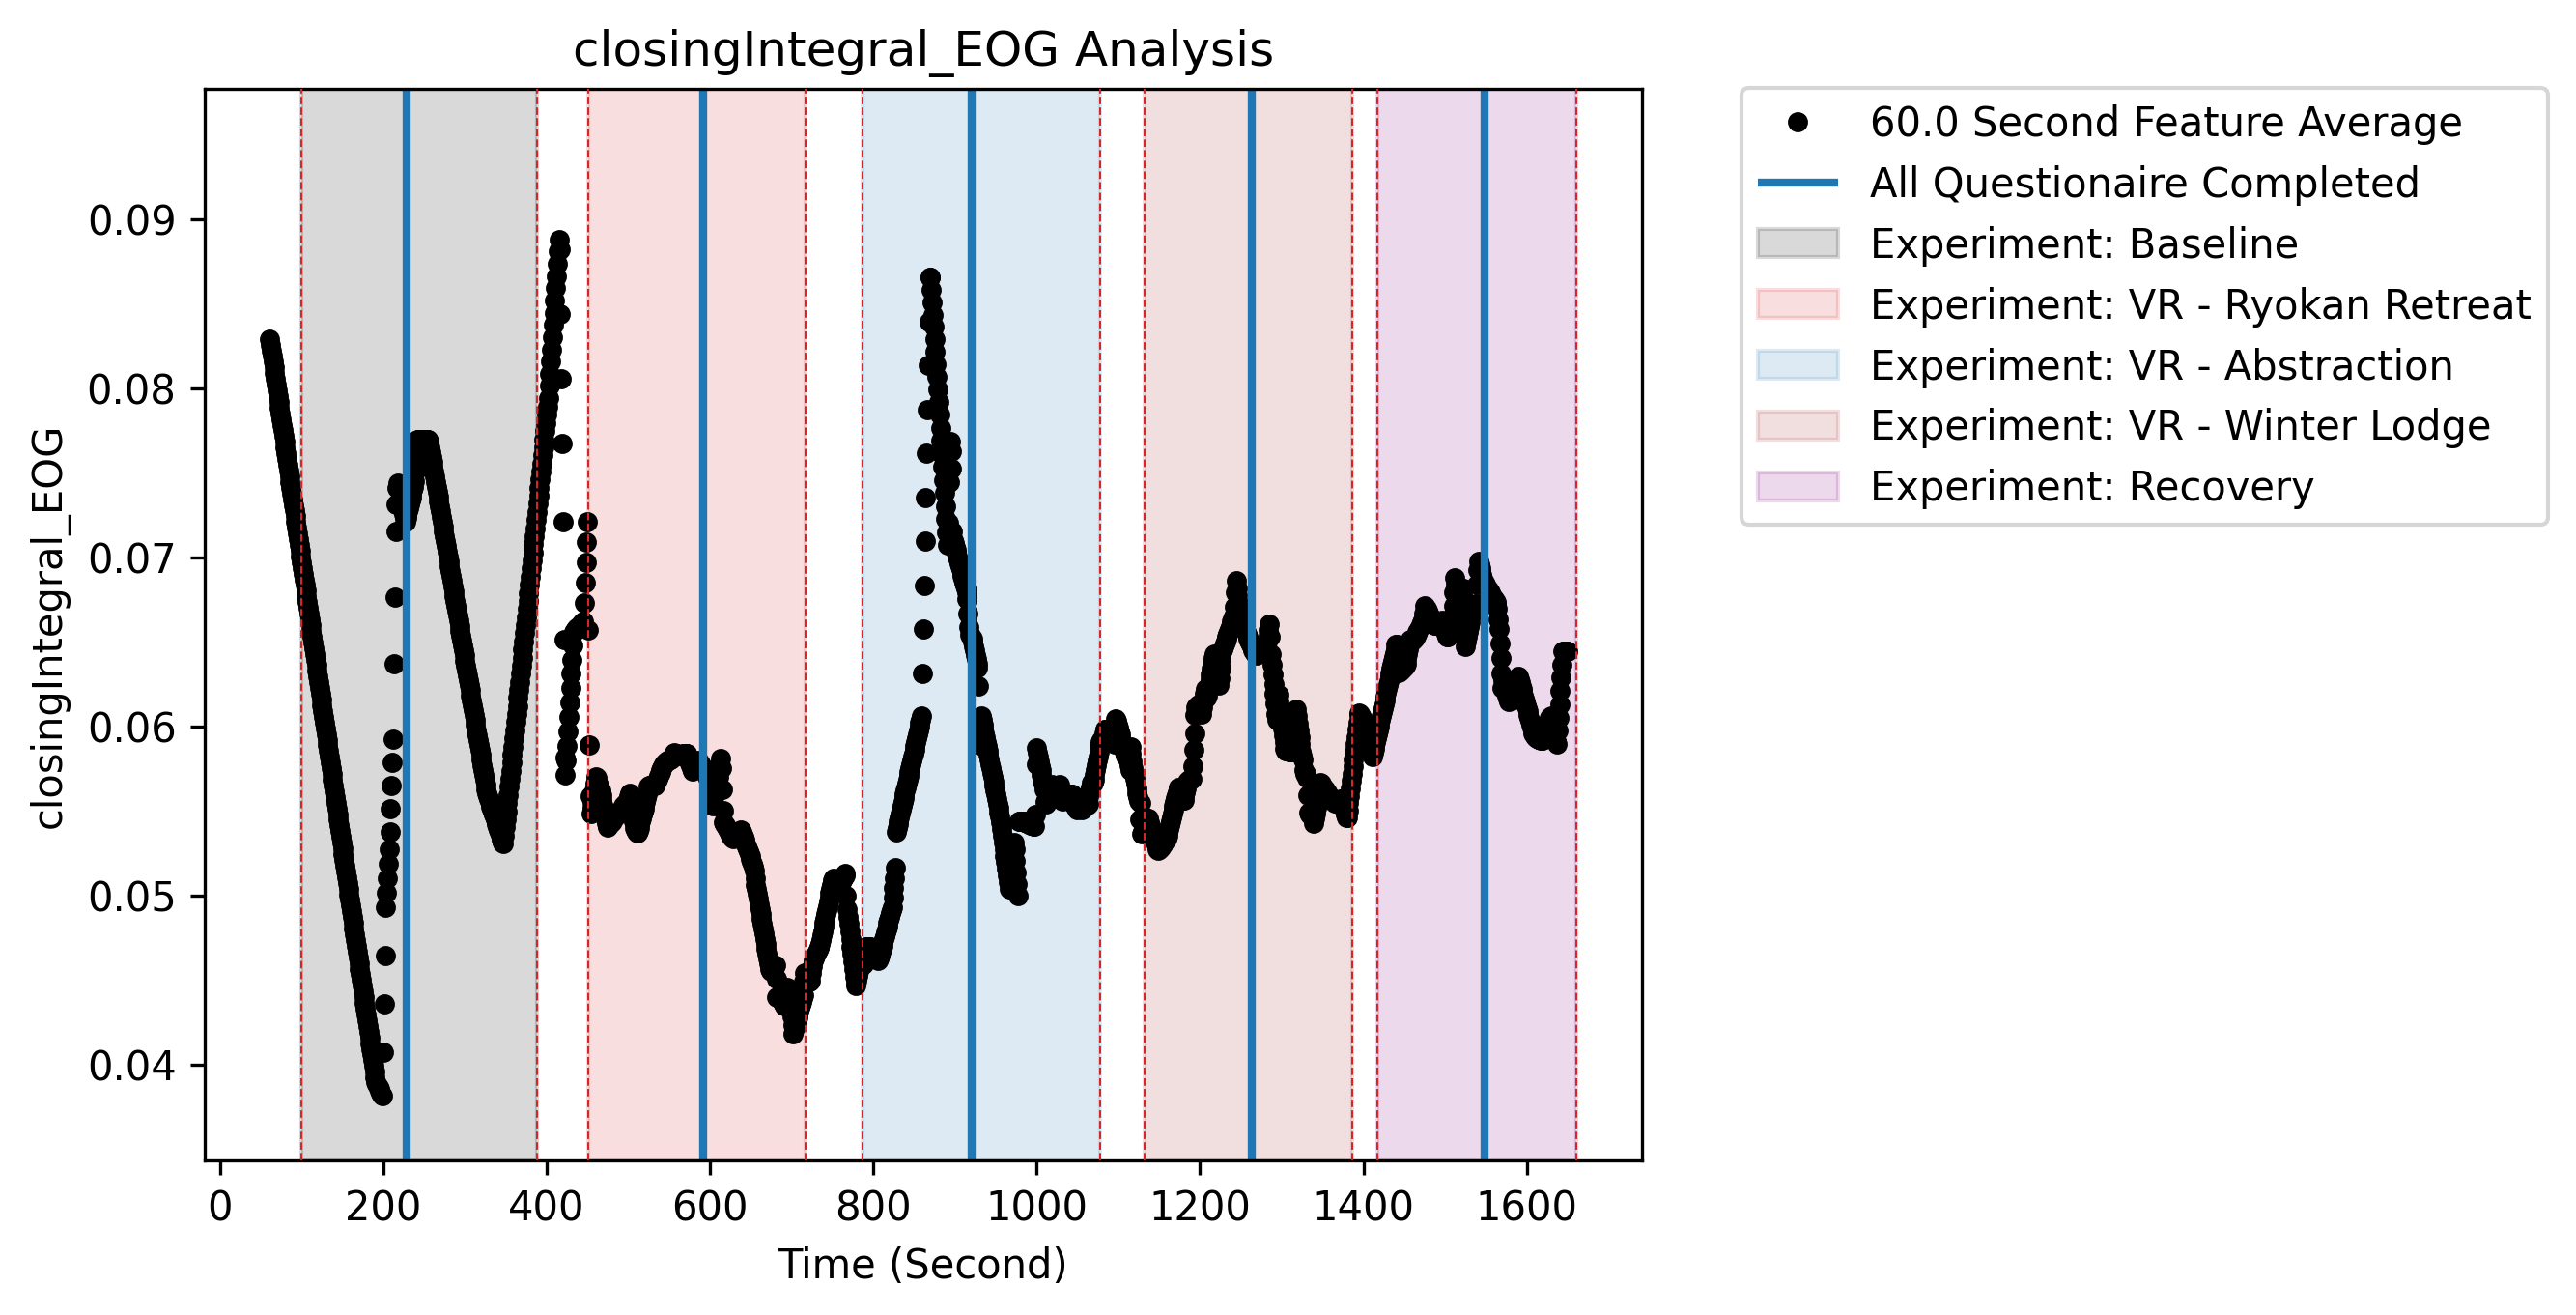 closingIntegral_EOG Analysis
closingIntegral_EOG
0.09
0.08
0.07
0.06
0.05
0.04
0 200 400 600 800 1000 1200 1400 1600
Time (Second)
60.0 Second Feature Average
All Questionaire Completed
Experiment: Baseline
Experiment: VR - Ryokan Retreat
Experiment: VR - Abstraction
Experiment: VR - Winter Lodge
Experiment: Recovery